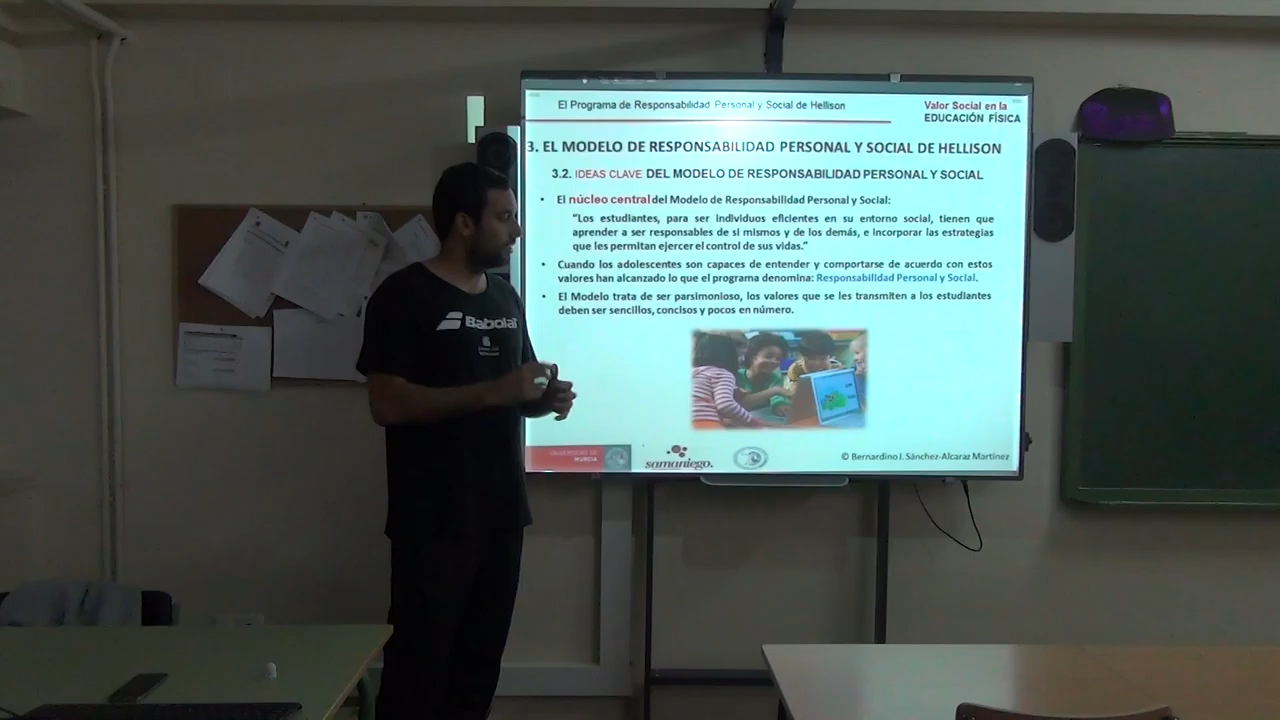 El Programa de Responsabilidad Personal y Social de Hellison
Valor Social en la
EDUCACIÓN FÍSICA
3. EL MODELO DE RESPONSABILIDAD PERSONAL Y SOCIAL DE HELLISON
3.2. IDEAS CLAVE DEL MODELO DE RESPONSABILIDAD PERSONAL Y SOCIAL
• El núcleo central del Modelo de Responsabilidad Personal y Social:
“Los estudiantes, para ser individuos eficientes en su entorno social, tienen que
aprender a ser responsables de si mismos y de los demás, e incorporar las estrategias
que les permitan ejercer el control de sus vidas.”
• Cuando los adolescentes son capaces de entender y comportarse de acuerdo con estos
valores han alcanzado lo que el programa denomina: Responsabilidad Personal y Social.
• El Modelo trata de ser parsimonioso, los valores que se les transmiten a los estudiantes
deben ser sencillos, concisos y pocos en número.
Babolat
UNIVERSIDAD DE
MURCIA
samaniego.
© Bernardino J. Sánchez-Alcaraz Martínez